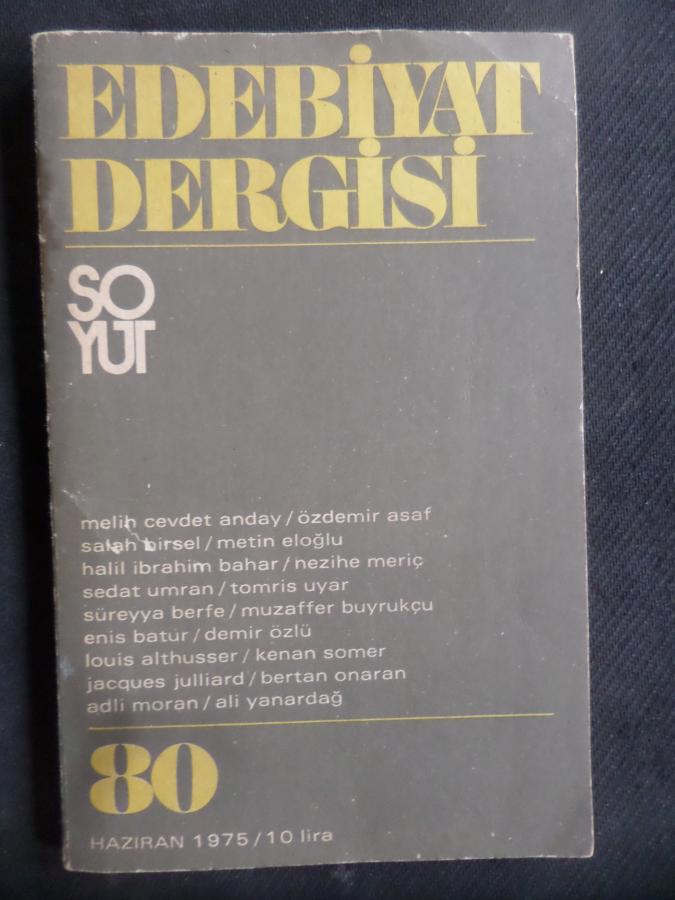 EDEBİYAT
DERGİSİ
SO
YUT
melih cevdet anday / özdemir asaf
salah birsel / metin eloğlu
halil ibrahim bahar / nezihe meriç
sedat umran / tomris uyar
süreyya berfe / muzaffer buyrukçu
enis batur / demir özlü
louis althusser / kenan somer
jacques julliard / bertan onaran
adli moran / ali yanardağ
80
HAZIRAN 1975 / 10 lira